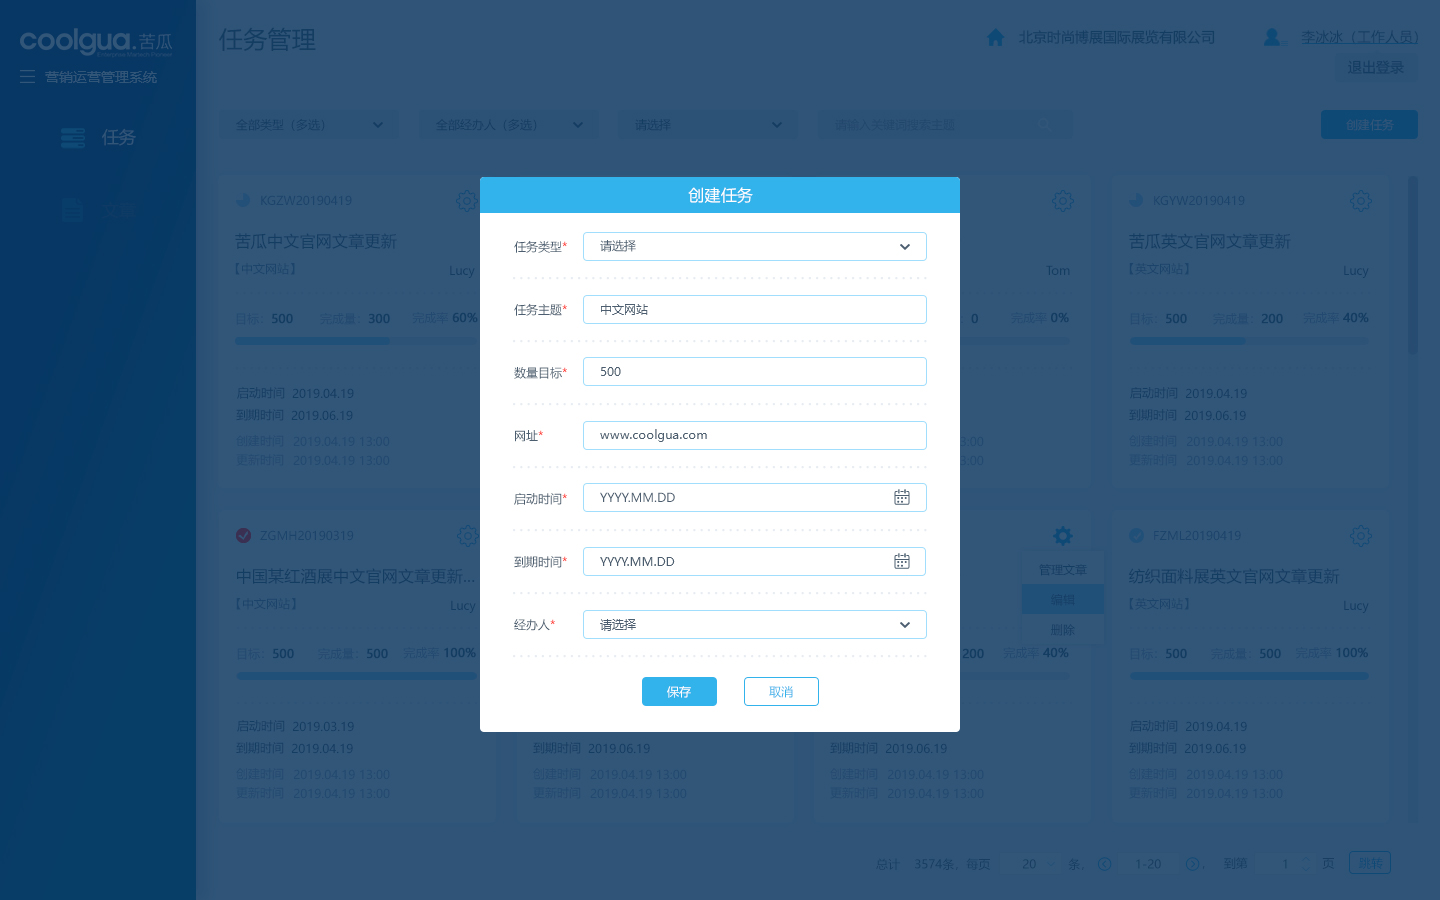 coolgua.苦瓜
营销运营管理系统
任务
文章
任务管理
北京时尚博展国际展览有限公司
李冰冰（工作人员）
退出登录
全部类型（多选）
全部经办人（多选）
请选择
请输入关键词搜索主题
创建任务
KGZW20190419
苦瓜中文官网文章更新
【中文网站】 Lucy
目标： 500 完成量： 300 完成率 60%
启动时间 2019.04.19
到期时间 2019.06.19
创建时间 2019.04.19 13:00
更新时间 2019.04.19 13:00
Tom
0 完成率 0%
3:00
3:00
KGYW20190419
苦瓜英文官网文章更新
【英文网站】 Lucy
目标： 500 完成量： 200 完成率 40%
启动时间 2019.04.19
到期时间 2019.06.19
创建时间 2019.04.19 13:00
更新时间 2019.04.19 13:00
创建任务
任务类型* 请选择
任务主题* 中文网站
数量目标* 500
网址* www.coolgua.com
启动时间* YYYY.MM.DD
到期时间* YYYY.MM.DD
经办人* 请选择
保存 取消
ZGMH20190319
中国某红酒展中文官网文章更新...
【中文网站】 Lucy
目标： 500 完成量： 500 完成率 100%
启动时间 2019.03.19
到期时间 2019.04.19
创建时间 2019.04.19 13:00
更新时间 2019.04.19 13:00
到期时间 2019.06.19
创建时间 2019.04.19 13:00
更新时间 2019.04.19 13:00
管理文章
编辑
删除
200 完成率 40%
到期时间 2019.06.19
创建时间 2019.04.19 13:00
更新时间 2019.04.19 13:00
FZML20190419
纺织面料展英文官网文章更新
【英文网站】 Lucy
目标： 500 完成量： 500 完成率 100%
启动时间 2019.04.19
到期时间 2019.06.19
创建时间 2019.04.19 13:00
更新时间 2019.04.19 13:00
总计 3574条，每页 20 条， 1-20 ， 到第 1 页 跳转